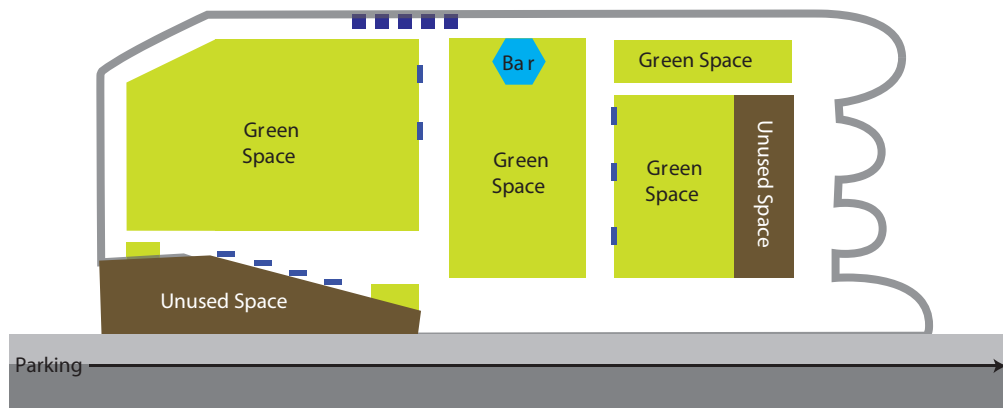 Bar
Green Space
Green
Space
Green
Space
Green
Space
Unused Space
Unused Space
Parking